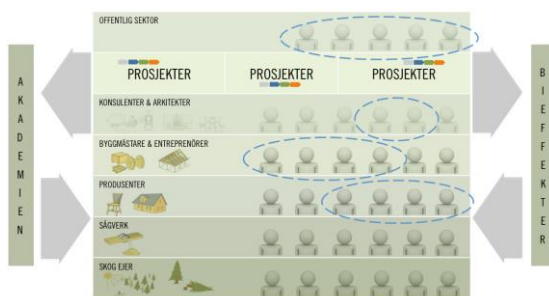 OFFENTLIG SEKTOR
PROSJEKTER
PROSJEKTER
PROSJEKTER
KONSULENTER & ARKITEKTER
BYGGMÄSTARE & ENTREPRENÖRER
PRODUSENTER
SÅGVERK
SKOG EJER
AKADEMIEN
BIEFFEKTER